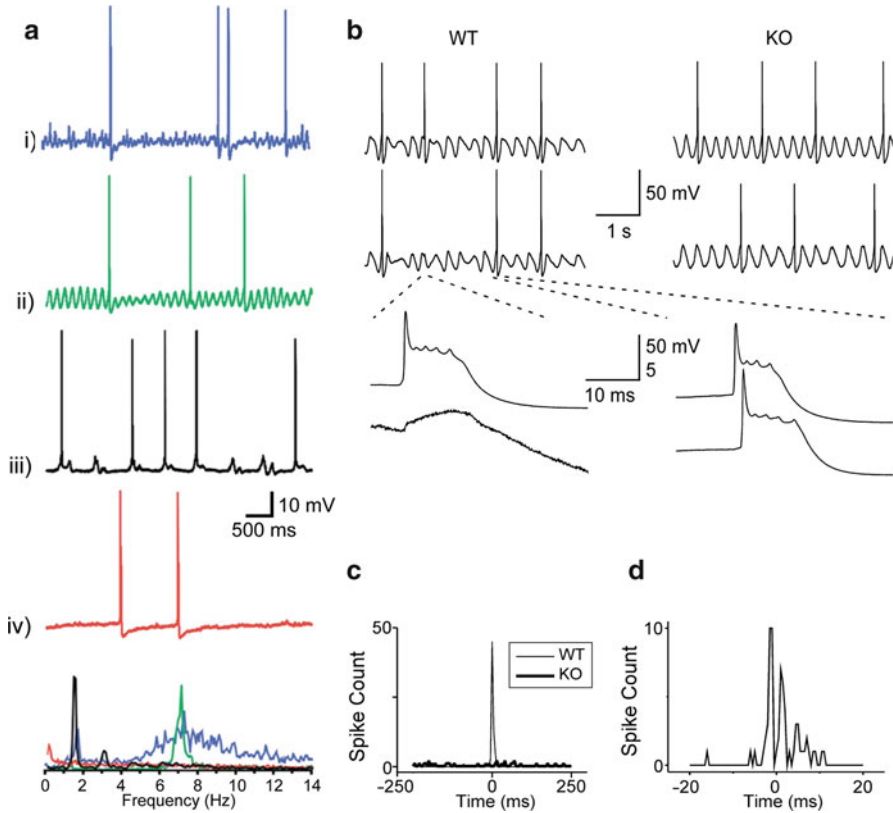 a
i)
ii)
iii)
10 mV
500 ms
iv)
0 2 4 6 8 10 12 14
Frequency (Hz)
b
WT
KO
50 mV
1 s
50 mV
5
10 ms
c
50
Spike Count
0
WT
KO
-250 0 250
Time (ms)
d
10
Spike Count
0
-20 0 20
Time (ms)